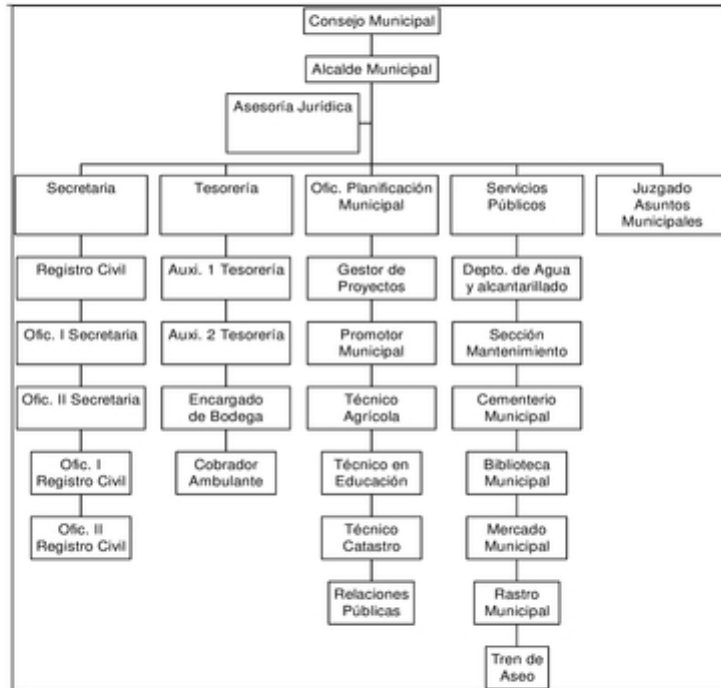 Consejo Municipal
Alcalde Municipal
Asesoría Jurídica
Secretaria
Tesorería
Ofic. Planificación
Municipal
Servicios
Públicos
Juzgado
Asuntos
Municipales
Registro Civil
Auxi. 1 Tesorería
Gestor de
Proyectos
Depto. de Agua
y alcantarillado
Ofic. I Secretaria
Auxi. 2 Tesorería
Promotor
Municipal
Sección
Mantenimiento
Ofic. II Secretaria
Encargado
de Bodega
Técnico
Agrícola
Cementerio
Municipal
Ofic. I
Registro Civil
Cobrador
Ambulante
Técnico en
Educación
Biblioteca
Municipal
Ofic. II
Registro Civil
Técnico
Catastro
Mercado
Municipal
Relaciones
Públicas
Rastro
Municipal
Tren de
Aseo